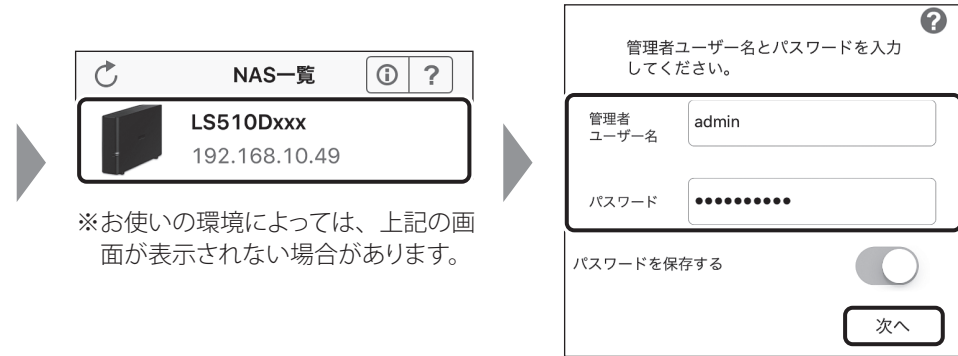 NAS一覧
LS510Dxxx
192.168.10.49
※お使いの環境によっては、上記の画
面が表示されない場合があります。
?
管理者ユーザー名とパスワードを入力
してください。
管理者
ユーザー名
admin
パスワード
●●●●●●●●●●
パスワードを保存する
次へ